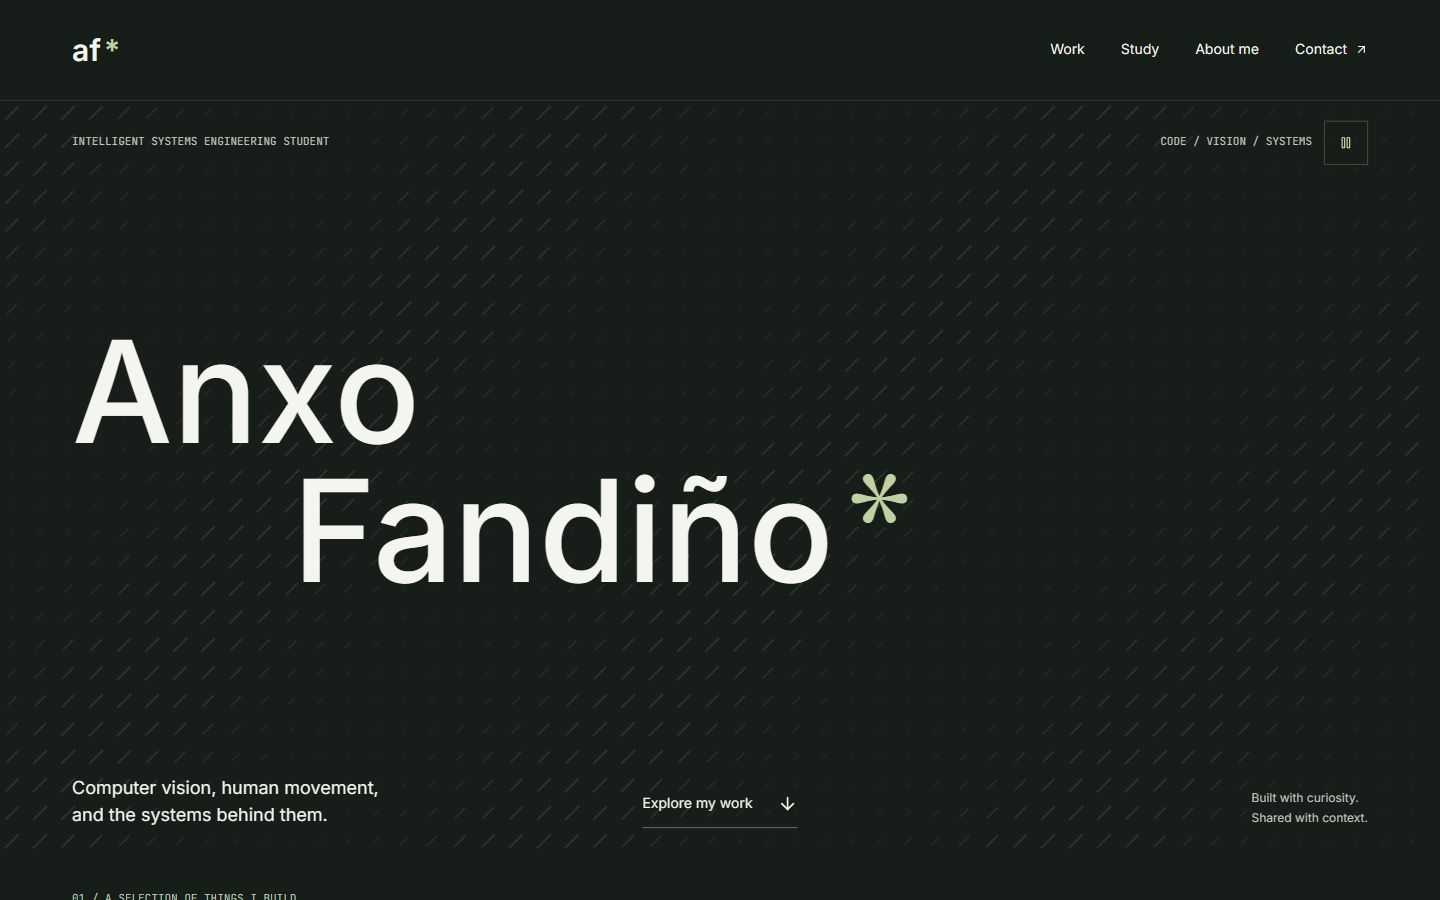 af*
Work
Study
About me
Contact
INTELLIGENT SYSTEMS ENGINEERING STUDENT
CODE / VISION / SYSTEMS
Anxo
Fandiño*
Computer vision, human movement,
and the systems behind them.
Explore my work
Built with curiosity.
Shared with context.
01 / A SELECTION OF THINGS I BUILD